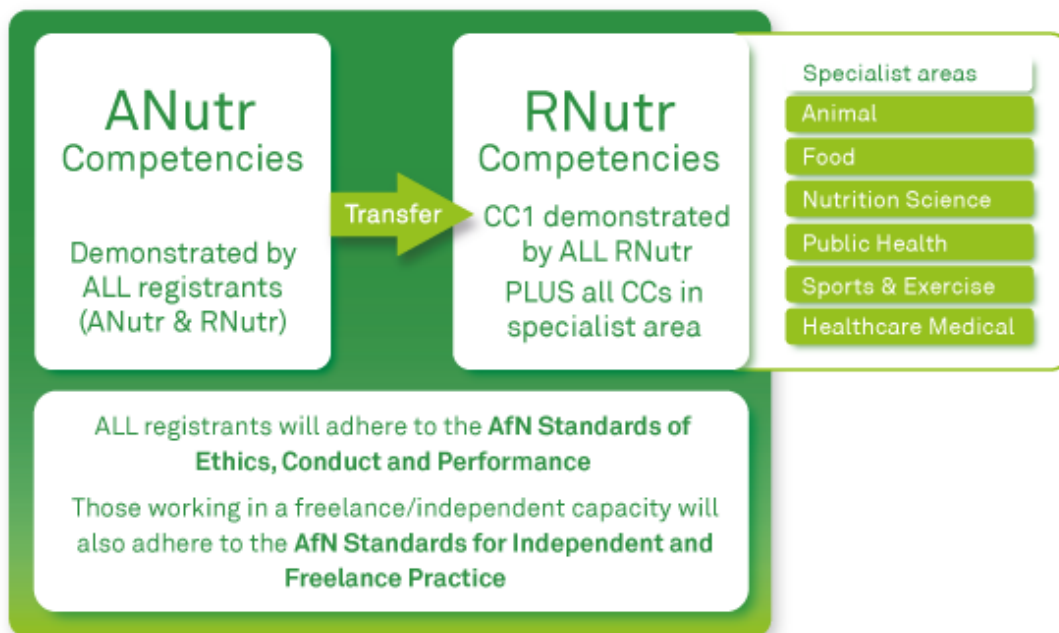 ANutr
Competencies
Demonstrated by
ALL registrants
(ANutr & RNutr)
Transfer
RNutr
Competencies
CC1 demonstrated
by ALL RNutr
PLUS all CCs in
specialist area
Specialist areas
Animal
Food
Nutrition Science
Public Health
Sports & Exercise
Healthcare Medical
ALL registrants will adhere to the AfN Standards of
Ethics, Conduct and Performance
Those working in a freelance/independent capacity will
also adhere to the AfN Standards for Independent and
Freelance Practice